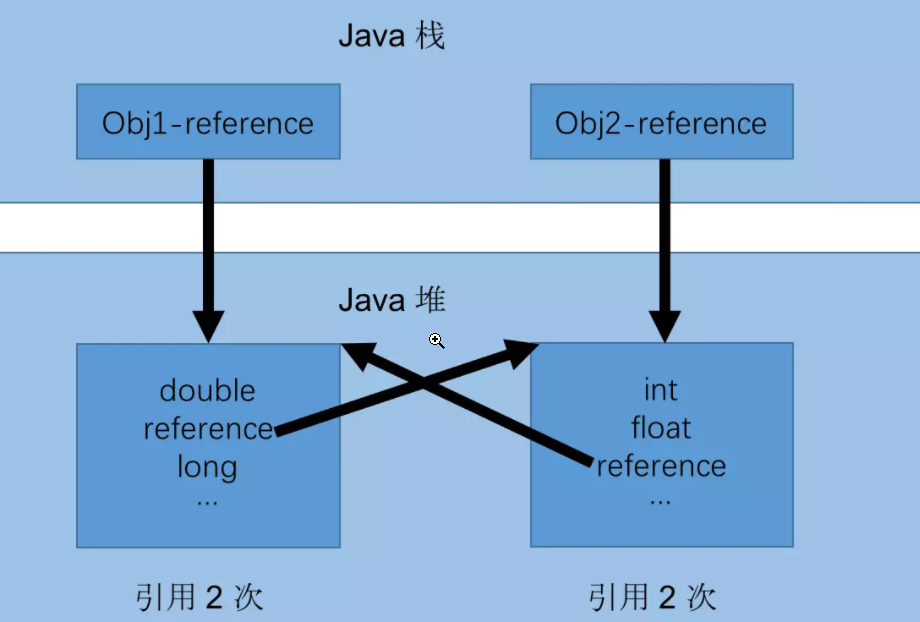 Java 栈
Obj1-reference
Obj2-reference
Java 堆
double
reference
long
...
int
float
reference
...
引用 2 次
引用 2 次